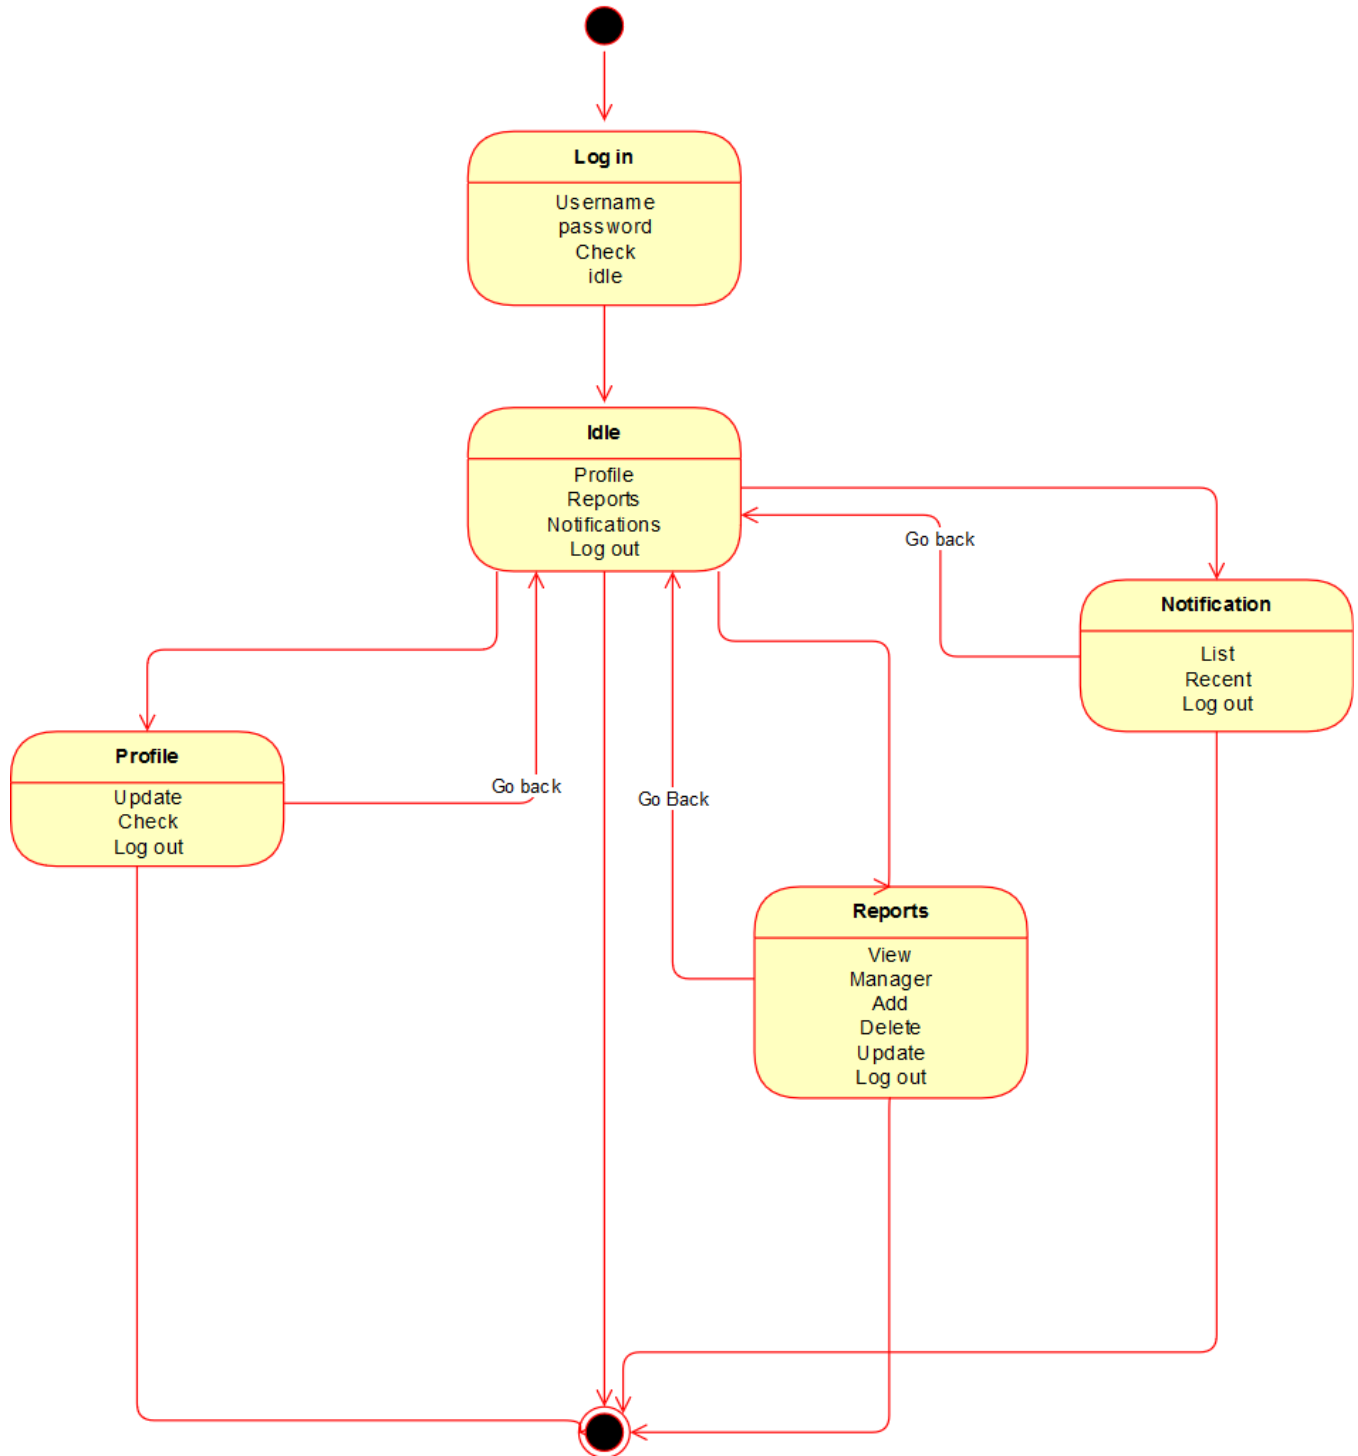 Log in
Username
password
Check
idle
Idle
Profile
Reports
Notifications
Log out
Go back
Notification
List
Recent
Log out
Profile
Update
Check
Log out
Go back
Go Back
Reports
View
Manager
Add
Delete
Update
Log out